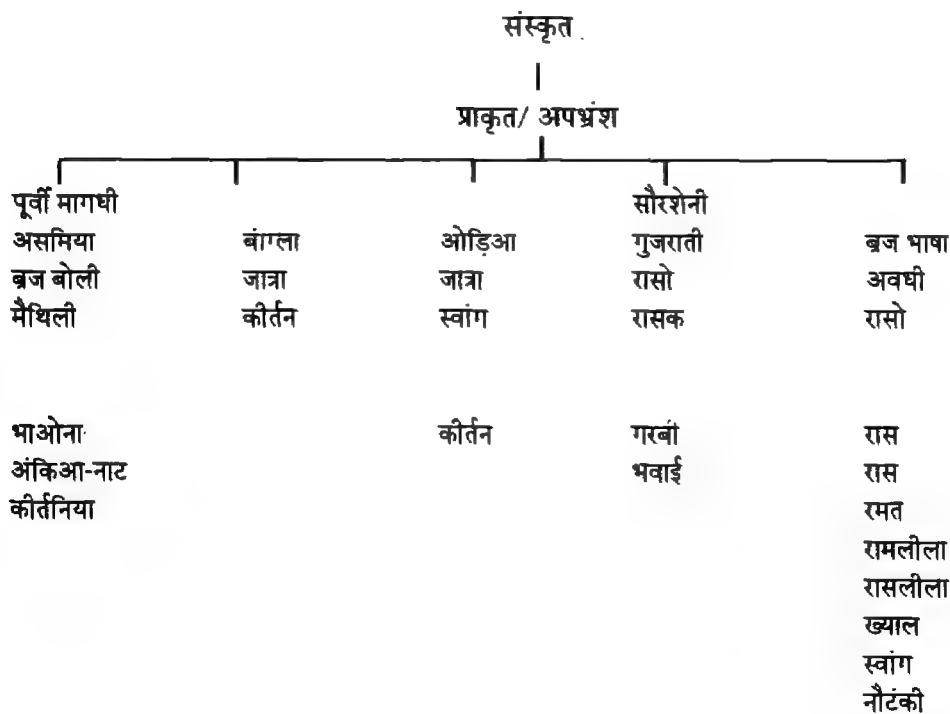 संस्कृत
प्राकृत/ अपभ्रंश
पूर्वी मागधी सौरशेनी
असमिया बांग्ला ओड़िआ गुजराती ब्रज भाषा
ब्रज बोली जात्रा जात्रा रासो अवधी
मैथिली कीर्तन स्वांग रासक रासो
भाओना कीर्तन गरबी रास
अंकिआ-नाट भवाई रास
कीर्तनिया रमत
रामलीला
रासलीला
ख्याल
स्वांग
नौटंकी